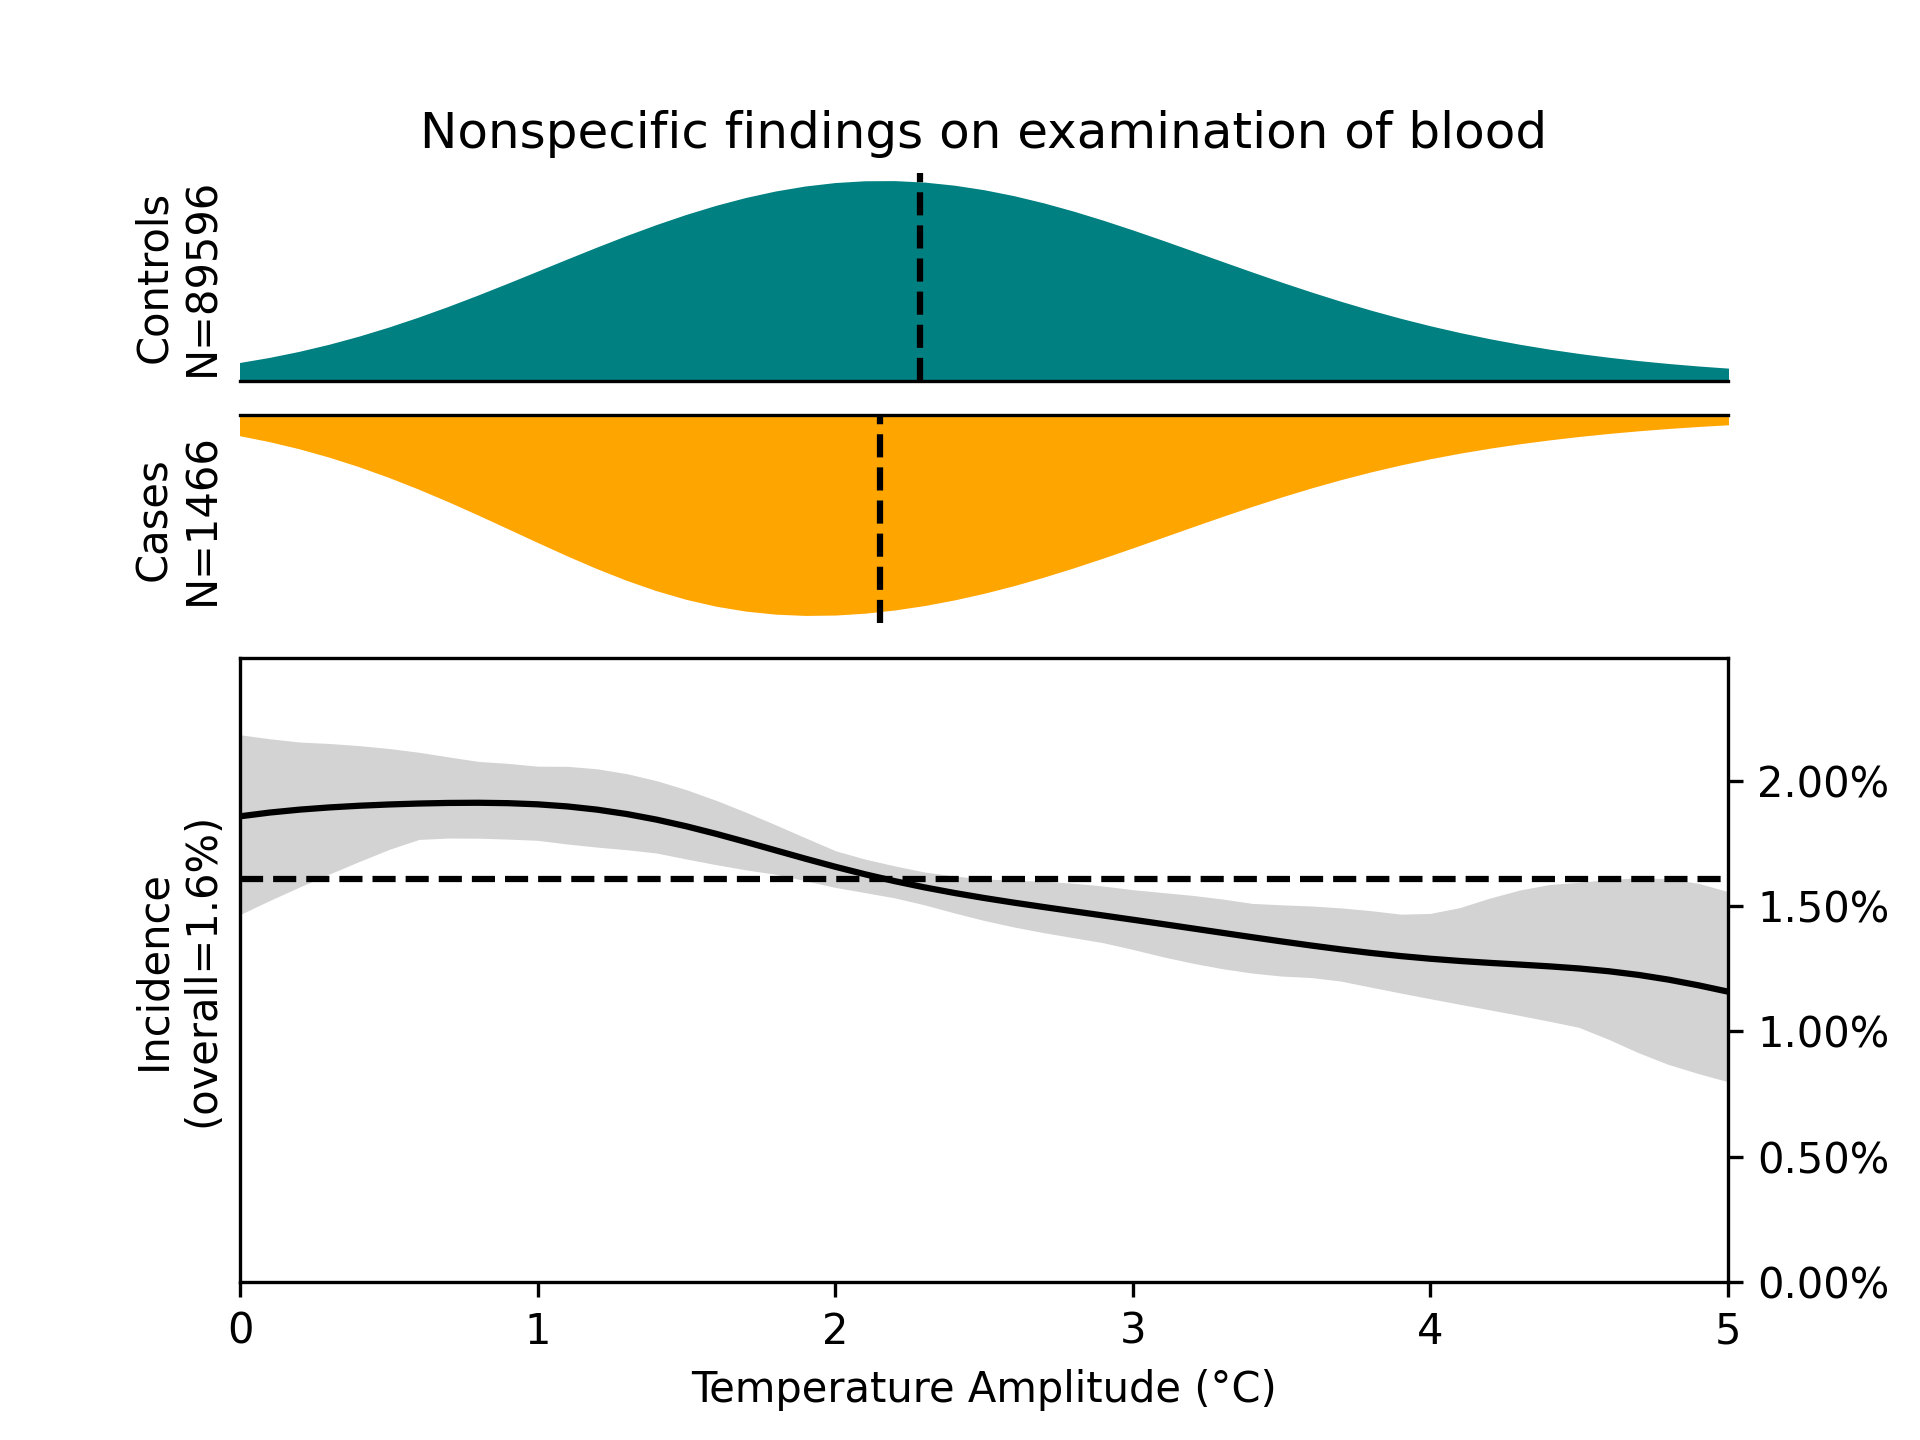 Nonspecific findings on examination of blood
Controls
N=89596
Cases
N=1466
Incidence
(overall=1.6%)
2.00%
1.50%
1.00%
0.50%
0.00%
0 1 2 3 4 5
Temperature Amplitude (°C)